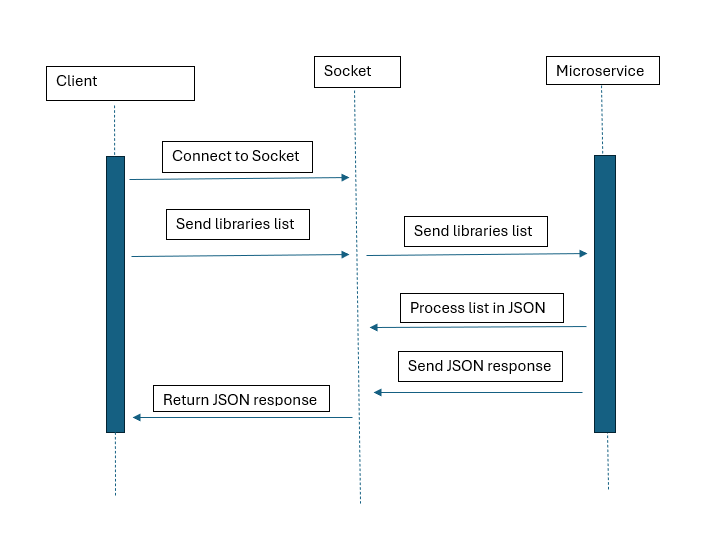 Client
Socket
Microservice
Connect to Socket
Send libraries list
Send libraries list
Process list in JSON
Send JSON response
Return JSON response